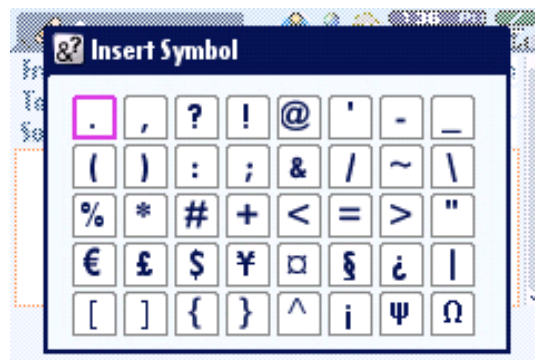 &? Insert Symbol
. , ? ! @ ' - _
( ) : ; & / ~ \
% * # + < = > "
€ £ $ ¥ ¤ § ¿ |
[ ] { } ^ ¡ Ψ Ω